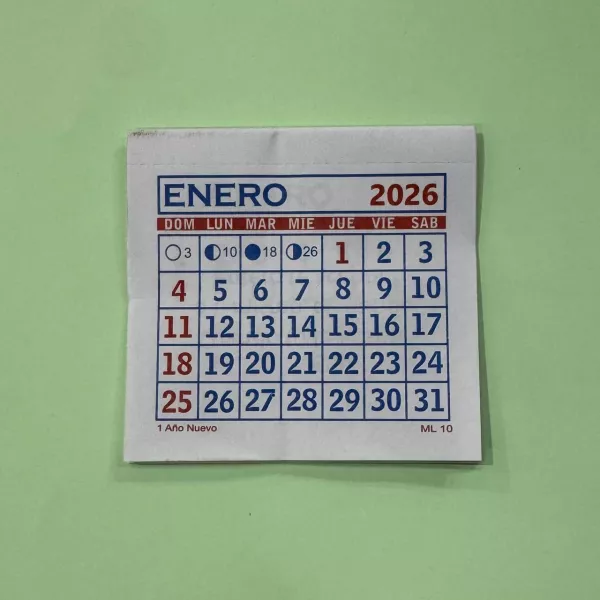 ENERO 2026
DOM LUN MAR MIE JUE VIE SAB
3 10 18 26 1 2 3
4 5 6 7 8 9 10
11 12 13 14 15 16 17
18 19 20 21 22 23 24
25 26 27 28 29 30 31
1 Año Nuevo ML 10